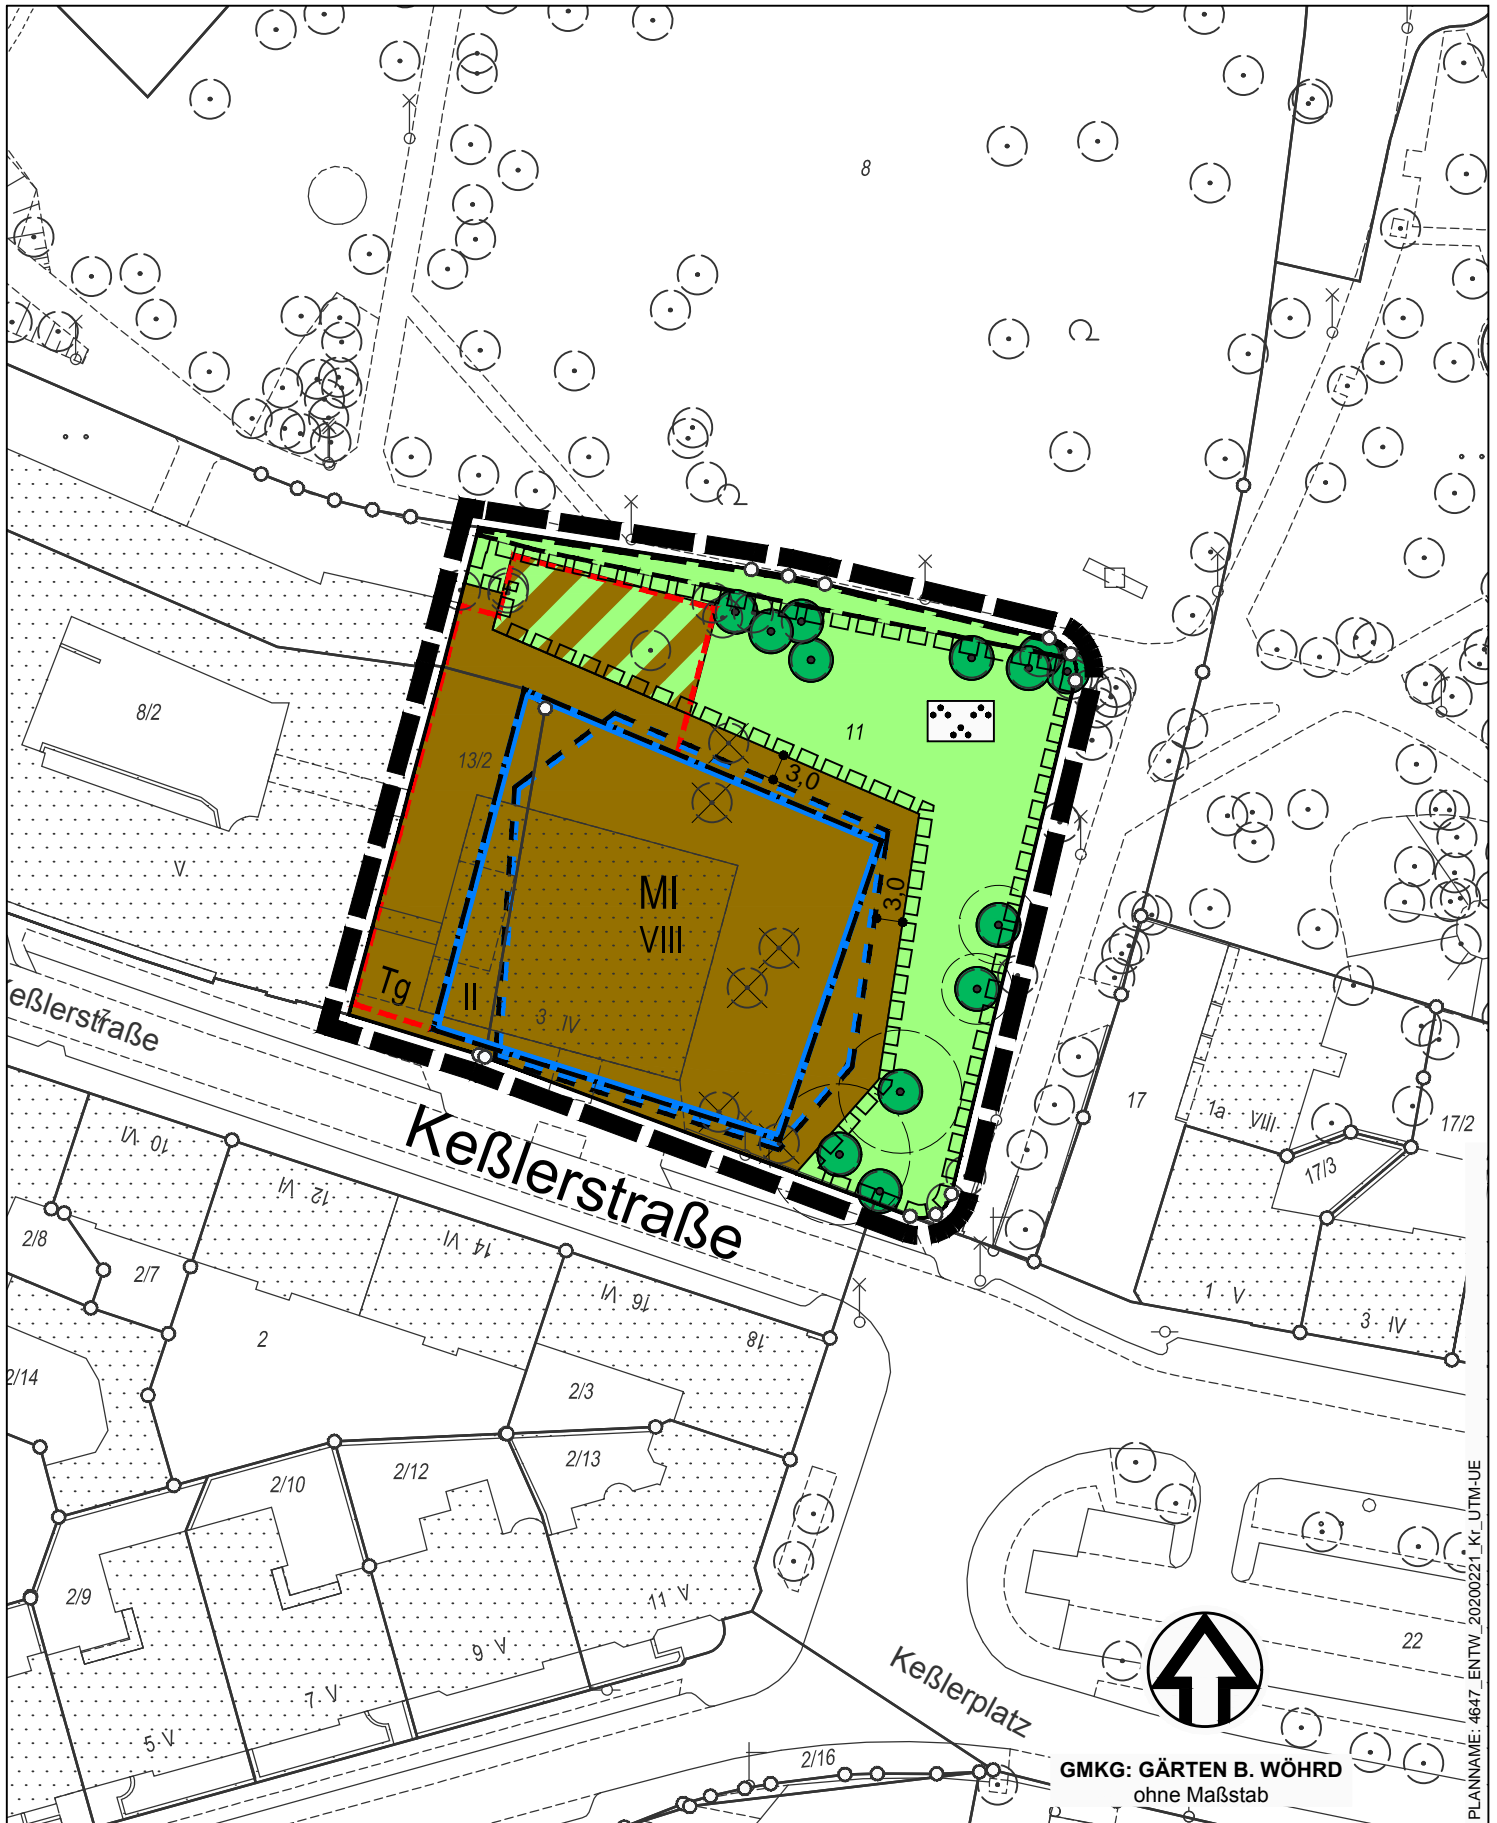 8
8/2
V
13/2
11
3,0
3,0
MI
VIII
Tg
II
3 IV
eßlerstraße
7
Keßlerstraße
10 VI
12 VI
14 VI
16 VI
18
17
1a VIII
17/2
17/3
1 V
3 IV
2/8
2/7
2
2/14
2/3
2/10
2/12
2/13
2/9
11 V
9 V
7 V
5 V
22
Keßlerplatz
2/16
GMKG: GÄRTEN B. WÖHRD
ohne Maßstab
PLANNAME: 4647_ENTW_20200221_Kr_UTM-UE